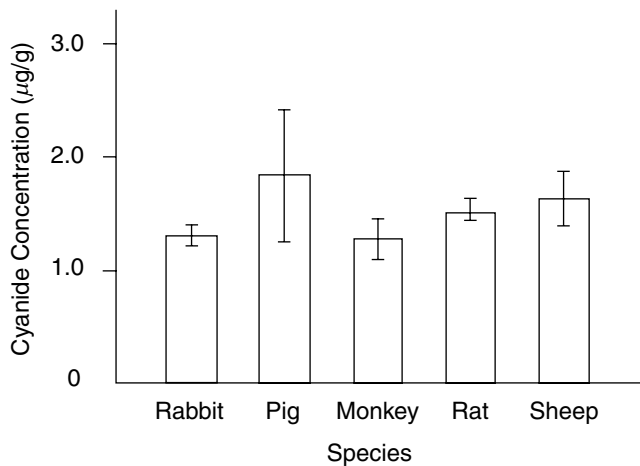 Cyanide Concentration (μg/g)
3.0
2.0
1.0
0
Rabbit Pig Monkey Rat Sheep
Species